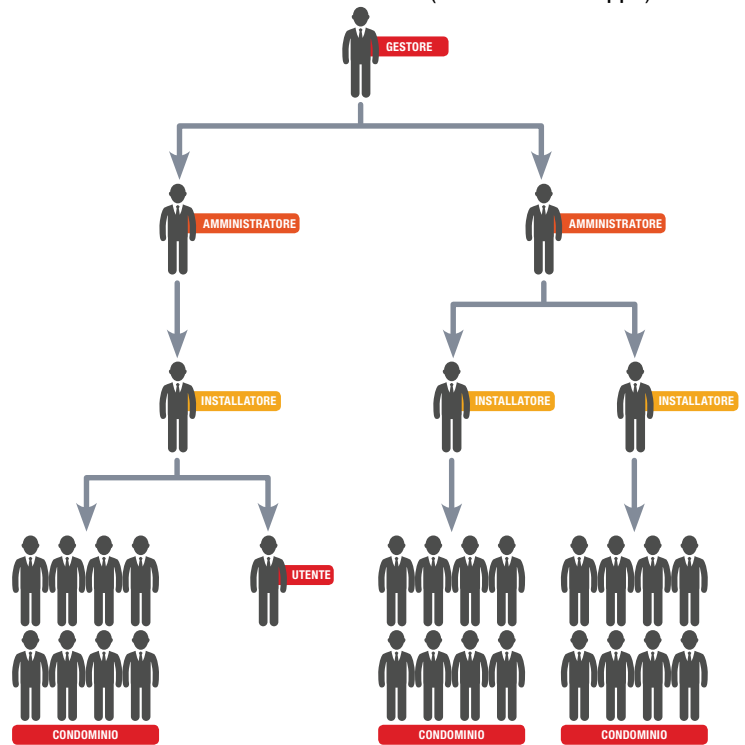 GESTORE
AMMINISTRATORE
AMMINISTRATORE
INSTALLATORE
INSTALLATORE
INSTALLATORE
UTENTE
CONDOMINIO
CONDOMINIO
CONDOMINIO